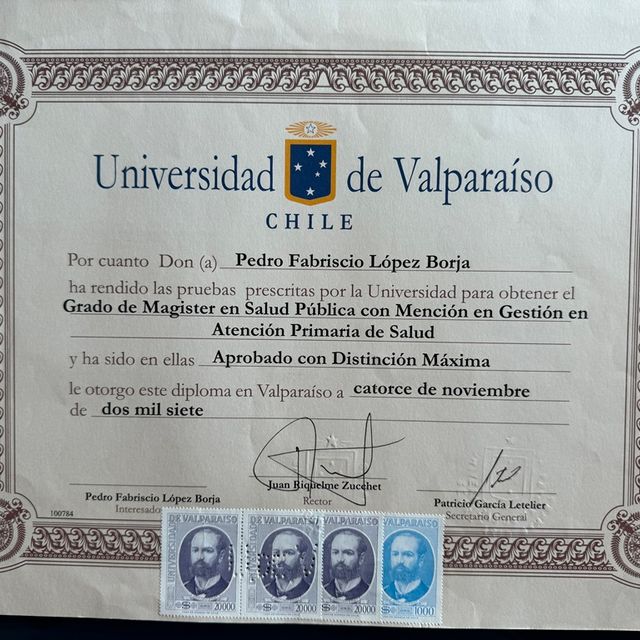 Universidad de Valparaíso
CHILE
Por cuanto Don (a) Pedro Fabriscio López Borja
ha rendido las pruebas prescritas por la Universidad para obtener el
Grado de Magister en Salud Pública con Mención en Gestión en
Atención Primaria de Salud
y ha sido en ellas Aprobado con Distinción Máxima
le otorgo este diploma en Valparaíso a catorce de noviembre
de dos mil siete
Juan Riquelme Zucchet
Rector
Pedro Fabriscio López Borja
Interesado
Patricio García Letelier
Secretario General
100784
UNIVERSIDAD DE VALPARAISO DE VALPARAISO DE VALPARAISO DE VALPARAISO
20000 20000 20000 1000